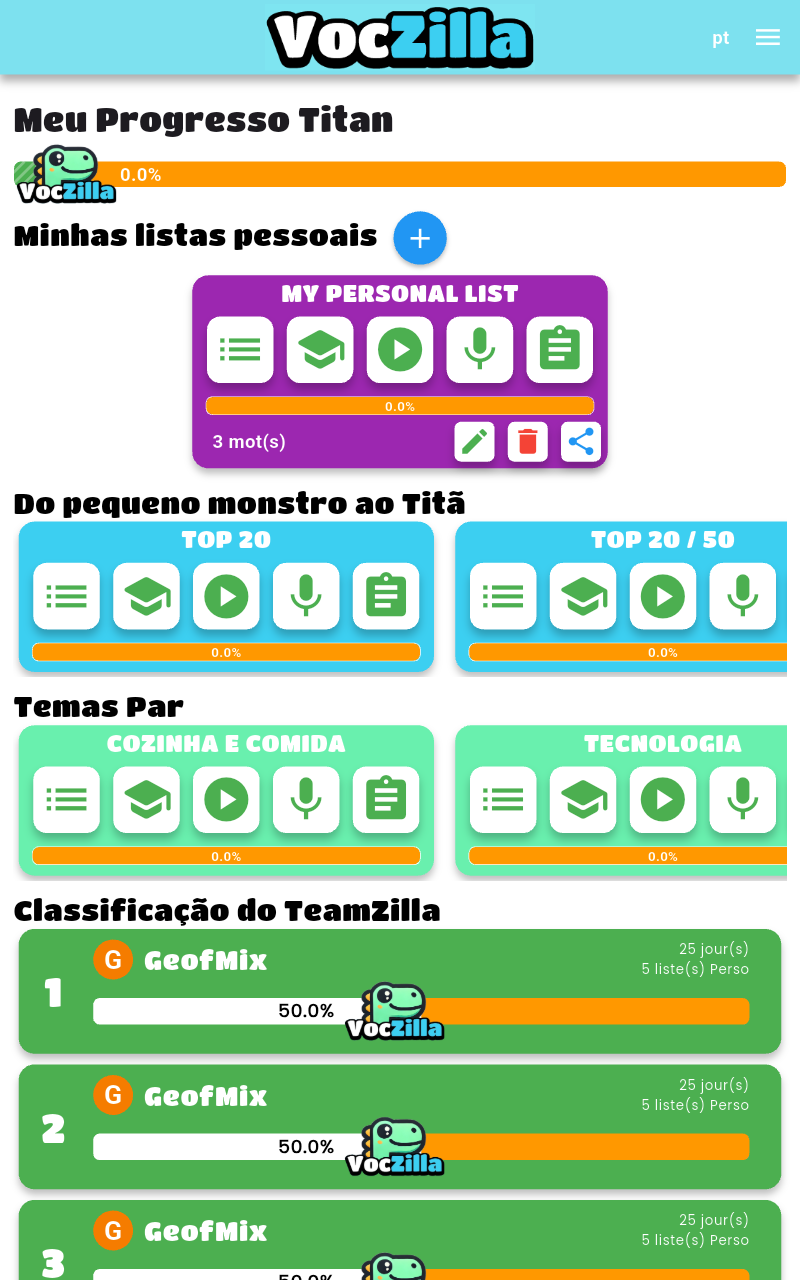 VocZilla
pt
Meu Progresso Titan
VocZilla
0.0%
Minhas listas pessoais
MY PERSONAL LIST
0.0%
3 mot(s)
Do pequeno monstro ao Titã
TOP 20
0.0%
TOP 20 / 50
0.0%
Temas Par
COZINHA E COMIDA
0.0%
TECNOLOGIA
0.0%
Classificação do TeamZilla
1
G
GeofMix
25 jour(s)
5 liste(s) Perso
50.0%
VocZilla
2
G
GeofMix
25 jour(s)
5 liste(s) Perso
50.0%
VocZilla
3
G
GeofMix
25 jour(s)
5 liste(s) Perso
50.0%